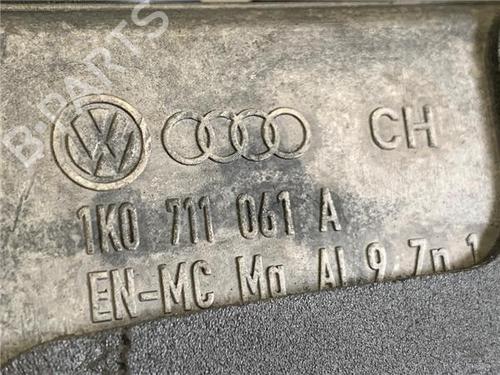 B-PARTS
CH
1K0 711 061 A
EN-MC Mg Al 9 Zn 1